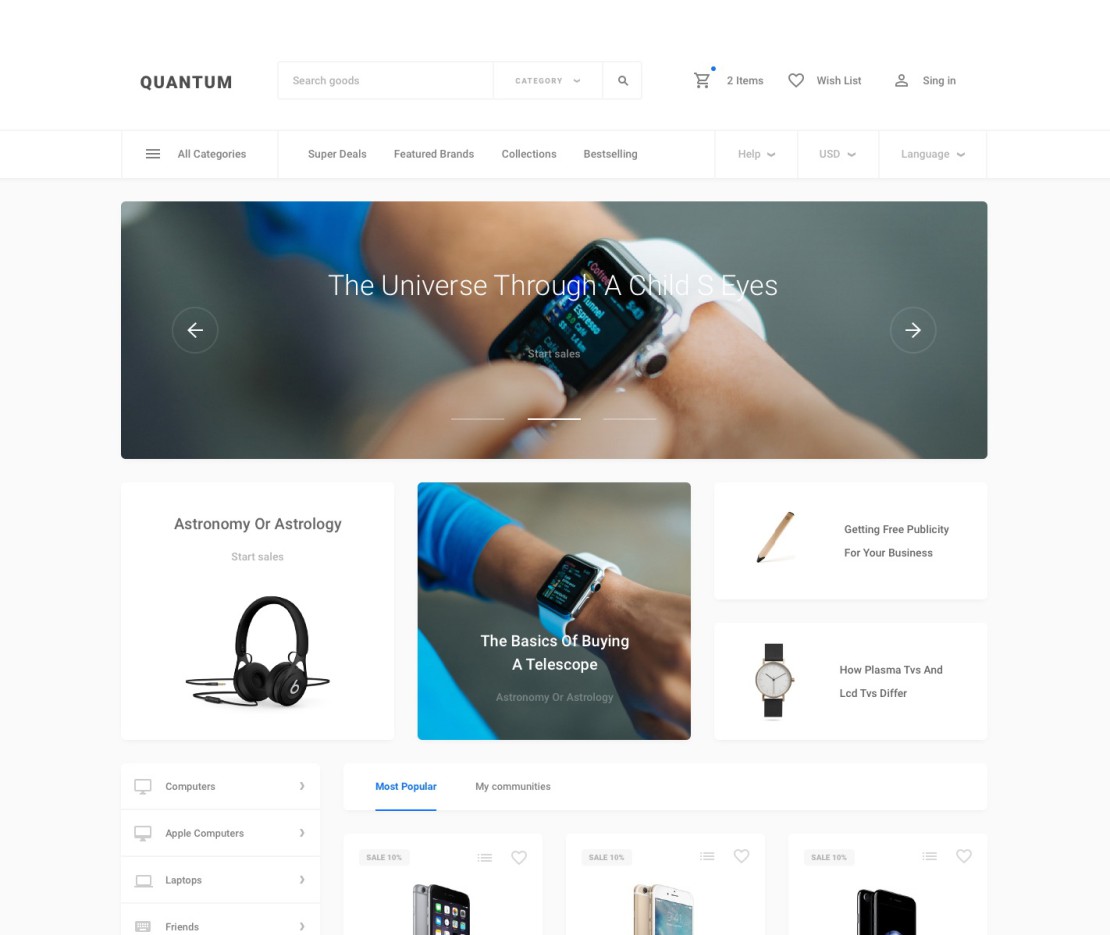 QUANTUM
Search goods
CATEGORY
2 Items
Wish List
Sing in
All Categories
Super Deals
Featured Brands
Collections
Bestselling
Help
USD
Language
The Universe Through A Child S Eyes
Tunnel
Espresso
Start sales
Astronomy Or Astrology
Start sales
The Basics Of Buying
A Telescope
Astronomy Or Astrology
Getting Free Publicity
For Your Business
How Plasma Tvs And
Lcd Tvs Differ
Computers
Apple Computers
Laptops
Friends
Most Popular
My communities
SALE 10%
SALE 10%
SALE 10%